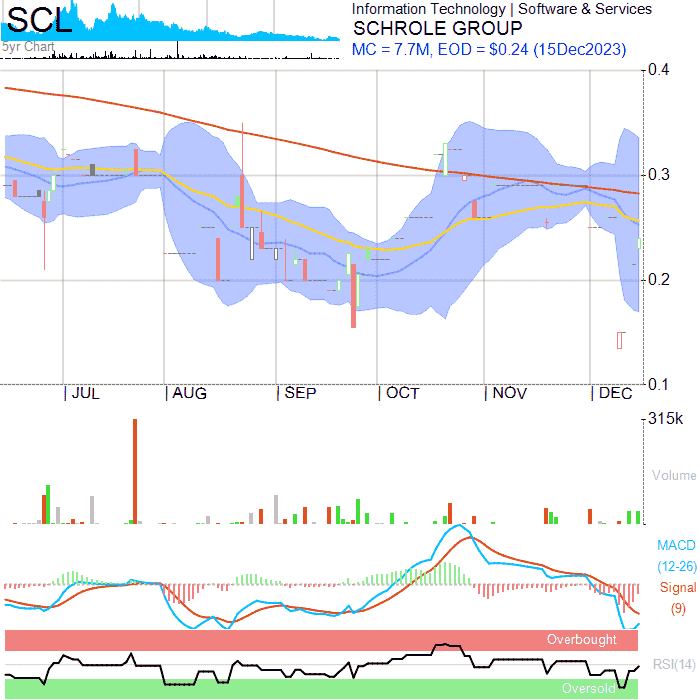 SCL
5yr Chart
Information Technology | Software & Services
SCHROLE GROUP
MC = 7.7M, EOD = $0.24 (15Dec2023)
0.4
0.3
0.2
0.1
| JUL | AUG | SEP | OCT | NOV | DEC
315k
Volume
MACD
(12-26)
Signal
(9)
Overbought
RSI(14)
Oversold